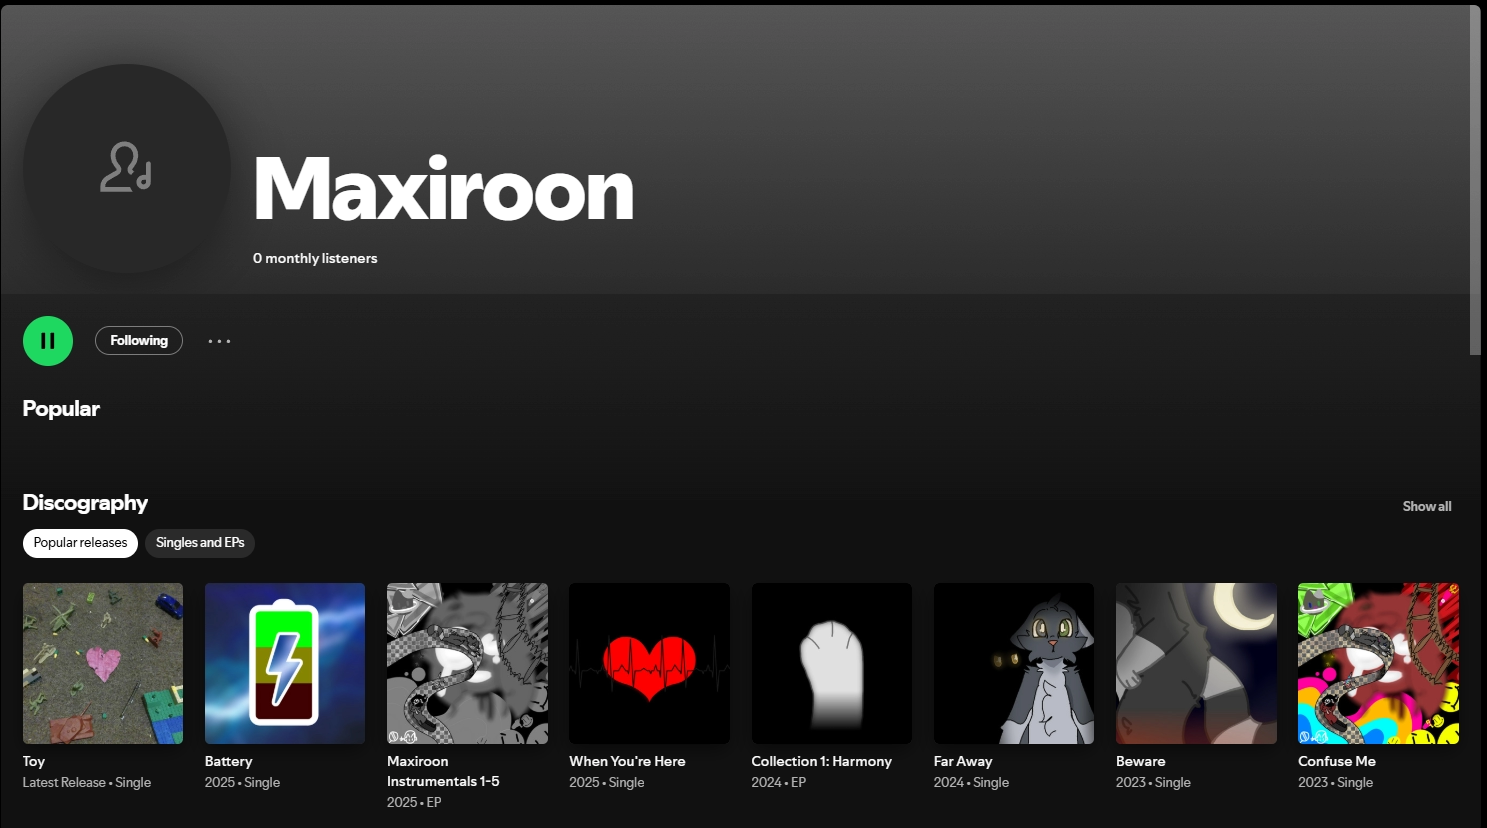 Maxiroon
0 monthly listeners
Following
Popular
Discography
Show all
Popular releases
Singles and EPs
Toy
Latest Release • Single
Battery
2025 • Single
Maxiroon
Instrumentals 1-5
2025 • EP
When You're Here
2025 • Single
Collection 1: Harmony
2024 • EP
Far Away
2024 • Single
Beware
2023 • Single
Confuse Me
2023 • Single